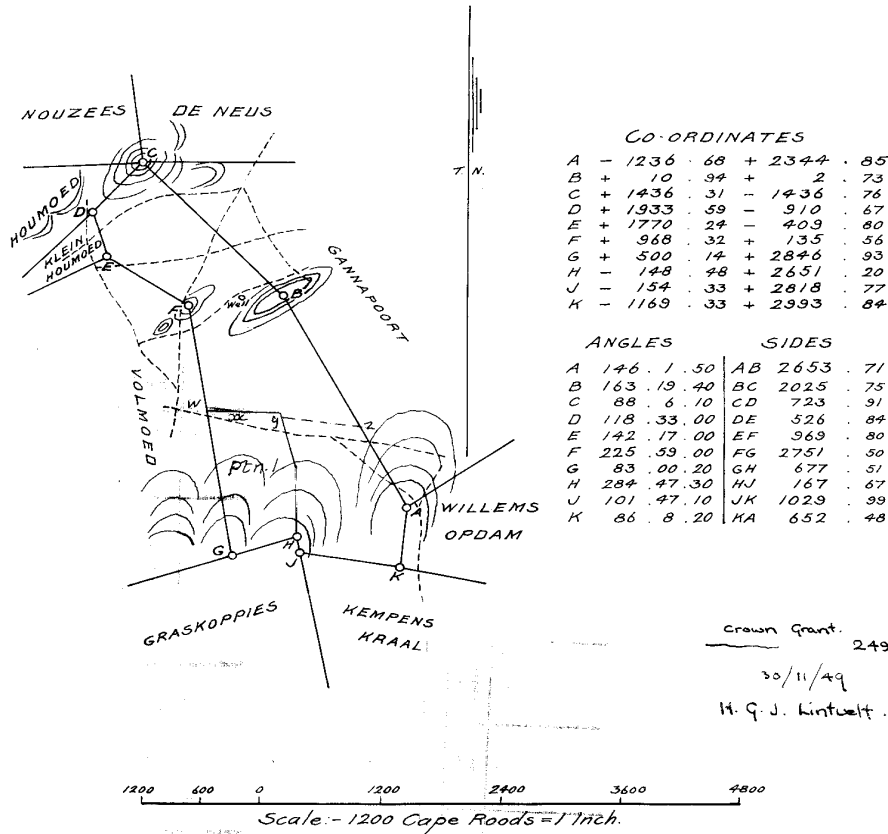 NOUZEES DE NEUS
C
T.N.
HOUMOED
D
KLEIN HOUMOED
E
GANNAPOORT
Well
B
F
VOLMOED
W
x
y
z
Ptn. 1
A
WILLEMS
OPDAM
G
H
J
K
GRASKOPPIES
KEMPENS
KRAAL
CO-ORDINATES
A - 1236 . 68 + 2344 . 85
B + 10 . 94 + 2 . 73
C + 1436 . 31 - 1436 . 76
D + 1933 . 59 - 910 . 67
E + 1770 . 24 - 409 . 80
F + 968 . 32 + 135 . 56
G + 500 . 14 + 2846 . 93
H - 148 . 48 + 2651 . 20
J - 154 . 33 + 2818 . 77
K - 1169 . 33 + 2993 . 84
ANGLES SIDES
A 146 . 1 . 50 AB 2653 . 71
B 163 . 19 . 40 BC 2025 . 75
C 88 . 6 . 10 CD 723 . 91
D 118 . 33 . 00 DE 526 . 84
E 142 . 17 . 00 EF 969 . 80
F 225 . 59 . 00 FG 2751 . 50
G 83 . 00 . 20 GH 677 . 51
H 284 . 47 . 30 HJ 167 . 67
J 101 . 47 . 10 JK 1029 . 99
K 86 . 8 . 20 KA 652 . 48
Crown Grant.
249
30/11/49
H. G. J. Lintvelt.
1200 600 0 1200 2400 3600 4800
Scale:- 1200 Cape Roods = 1 Inch.